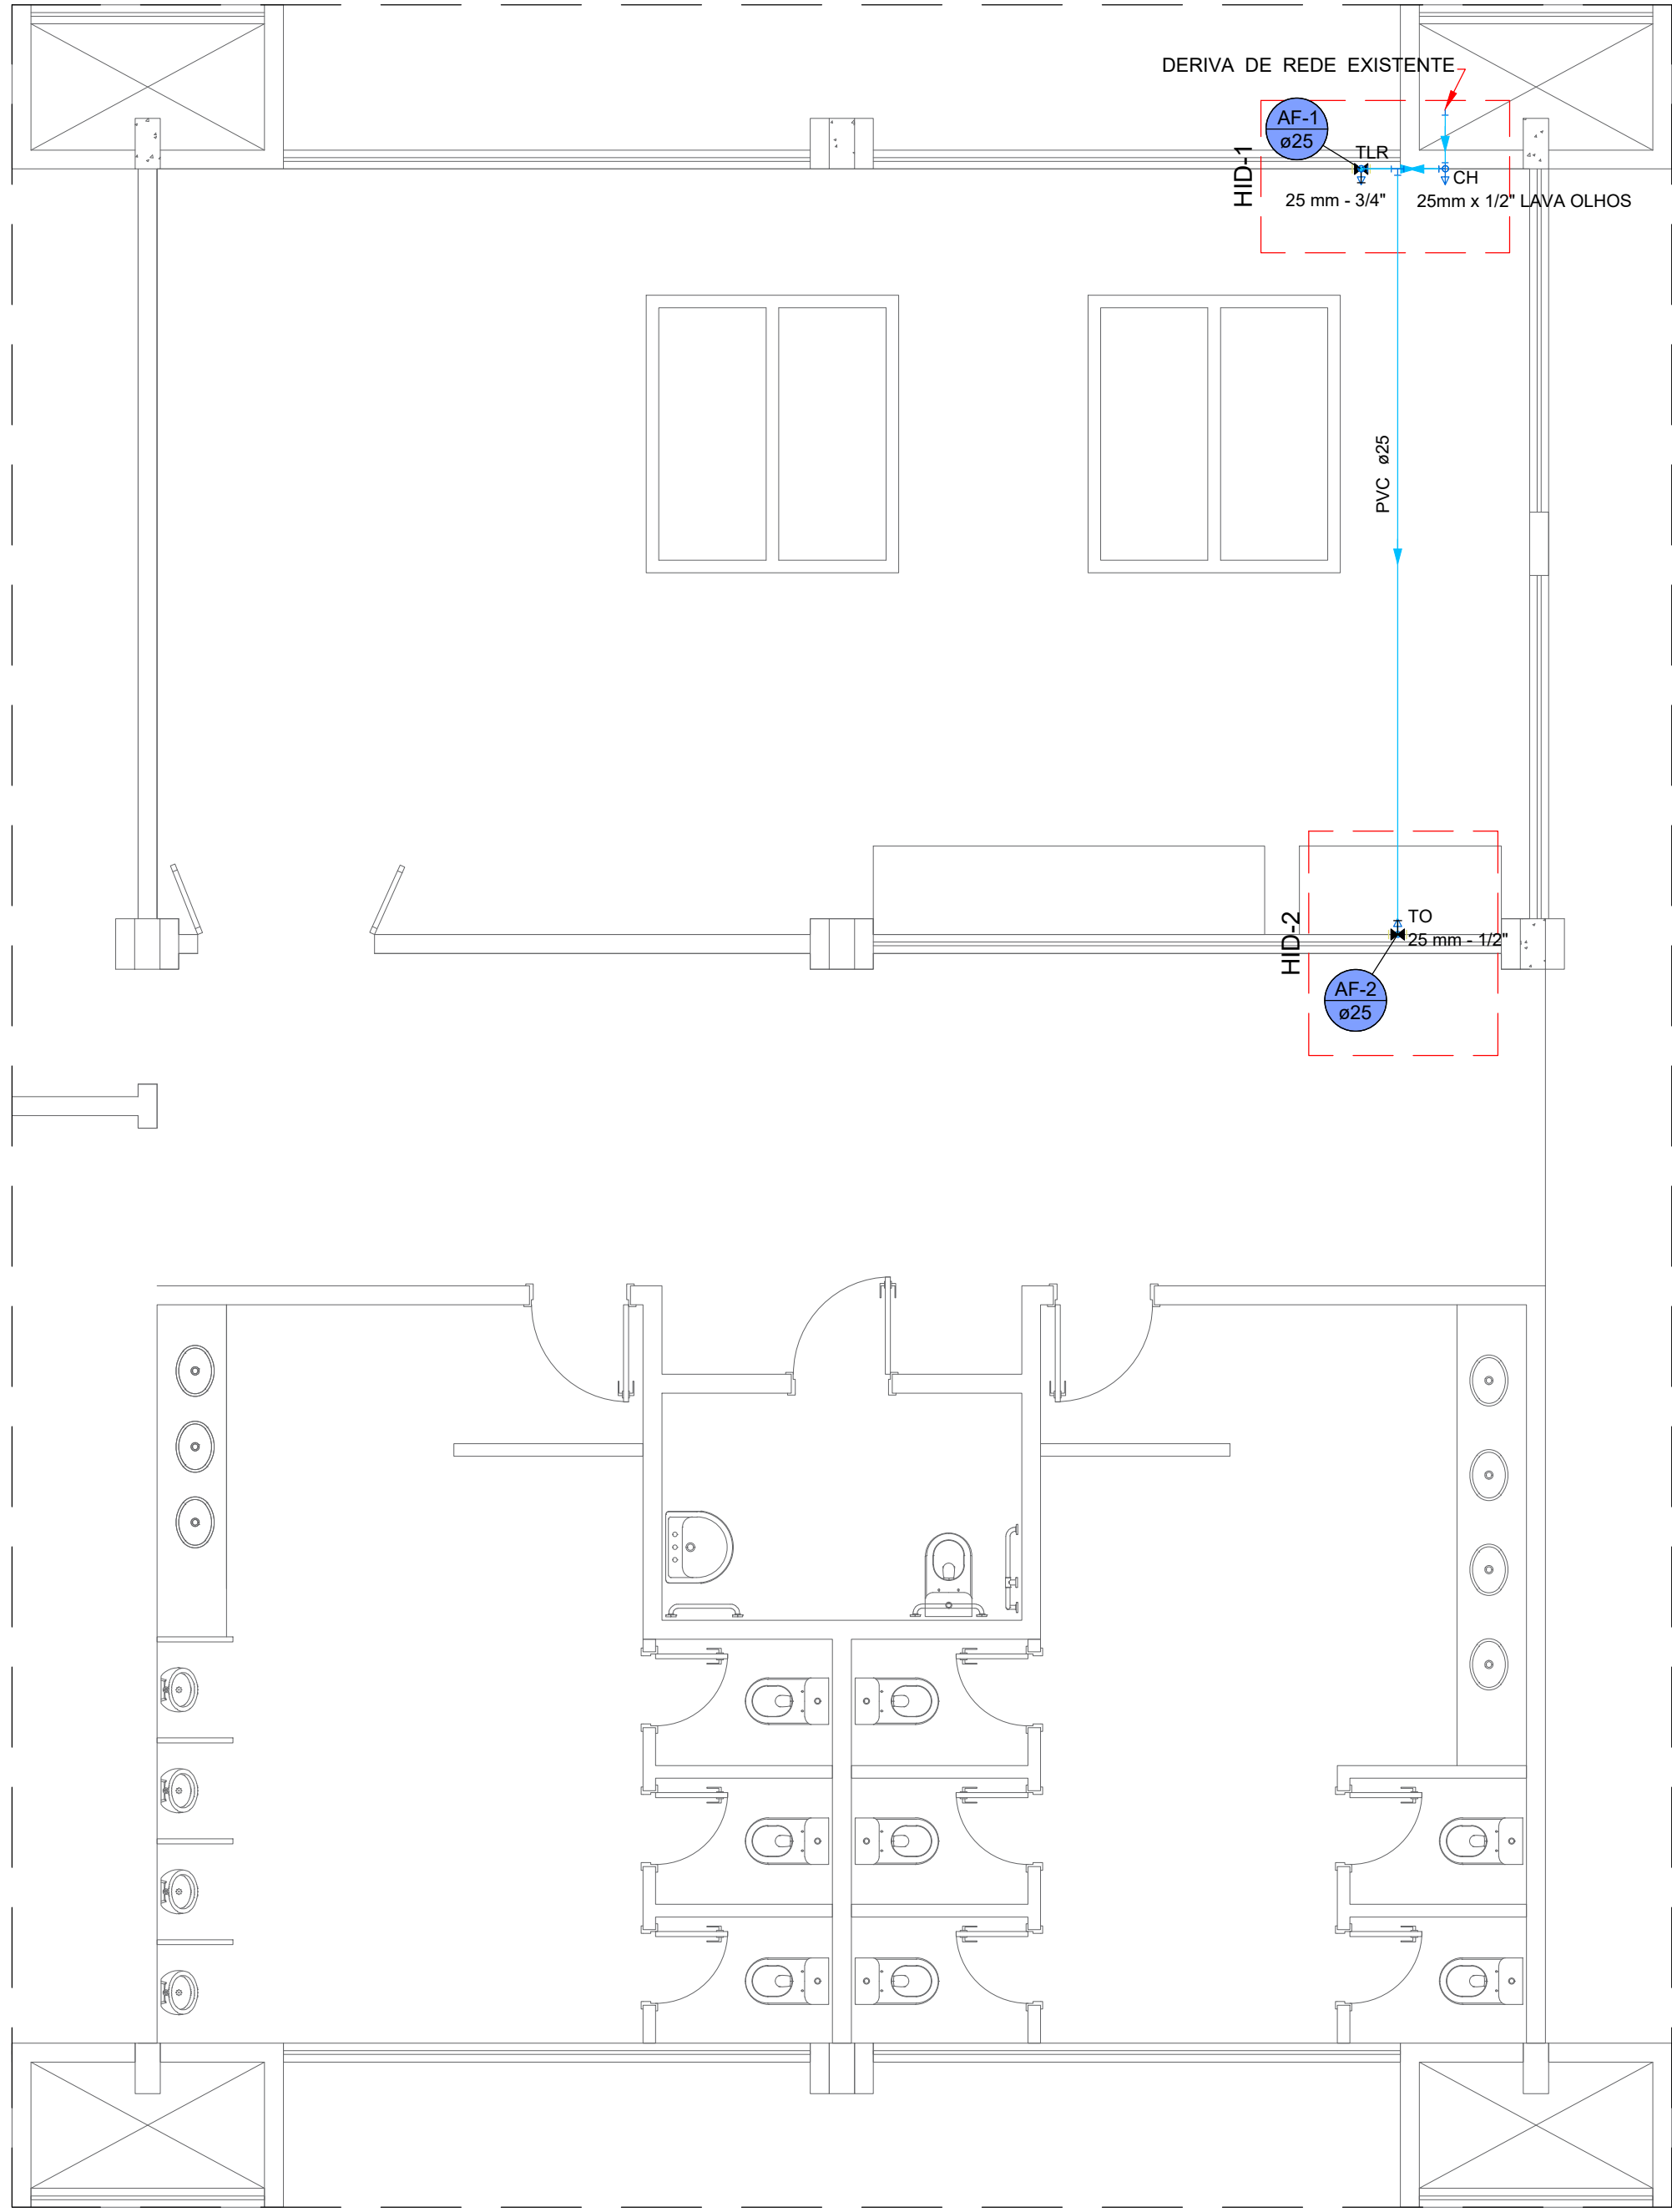 DERIVA DE REDE EXISTENTE
AF-1
ø25
TLR
HID-1
CH
25 mm - 3/4"
25mm x 1/2" LAVA OLHOS
PVC ø25
TO
25 mm - 1/2"
HID-2
AF-2
ø25